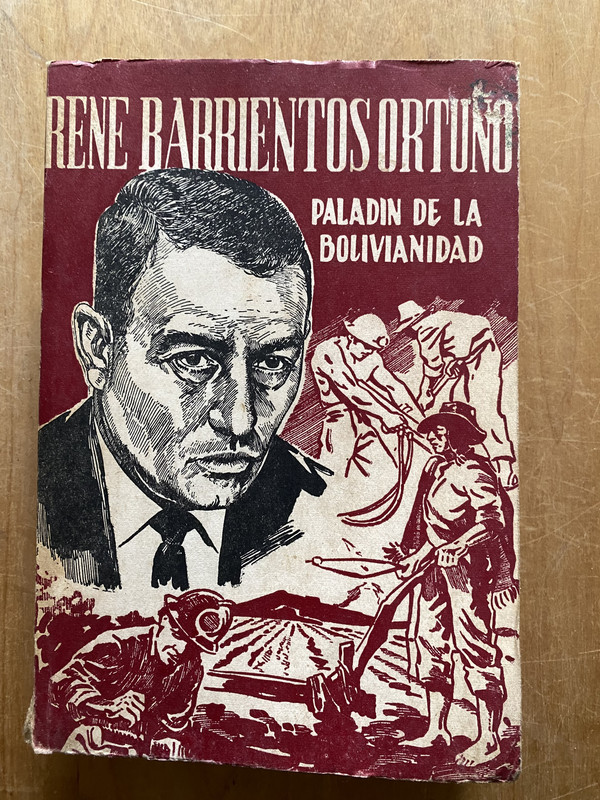 RENE BARRIENTOS ORTUÑO
PALADIN DE LA
BOLIVIANIDAD